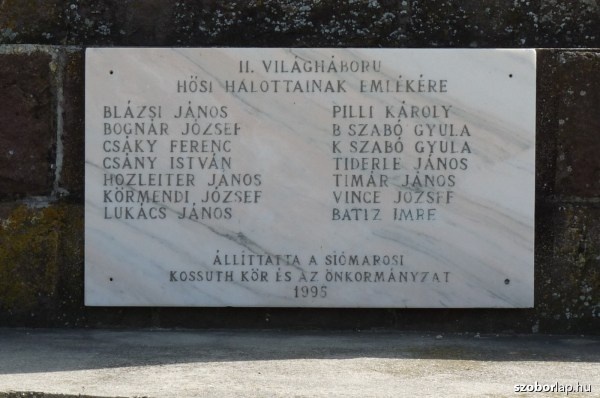 II. VILÁGHÁBORU
HŐSI HALOTTAINAK EMLÉKÉRE
BLÁZSI JÁNOS
BOGNÁR JÓZSEF
CSÁKY FERENC
CSÁNY ISTVÁN
HOZLEITER JÁNOS
KÖRMENDI JÓZSEF
LUKÁCS JÁNOS
PILLI KÁROLY
B SZABÓ GYULA
K SZABÓ GYULA
TIDERLE JÁNOS
TIMÁR JÁNOS
VINCE JÓZSEF
BATIZ IMRE
ÁLLÍTTATTA A SIÓMAROSI
KOSSUTH KÖR ÉS AZ ÖNKORMÁNYZAT
1995
szoborlap.hu